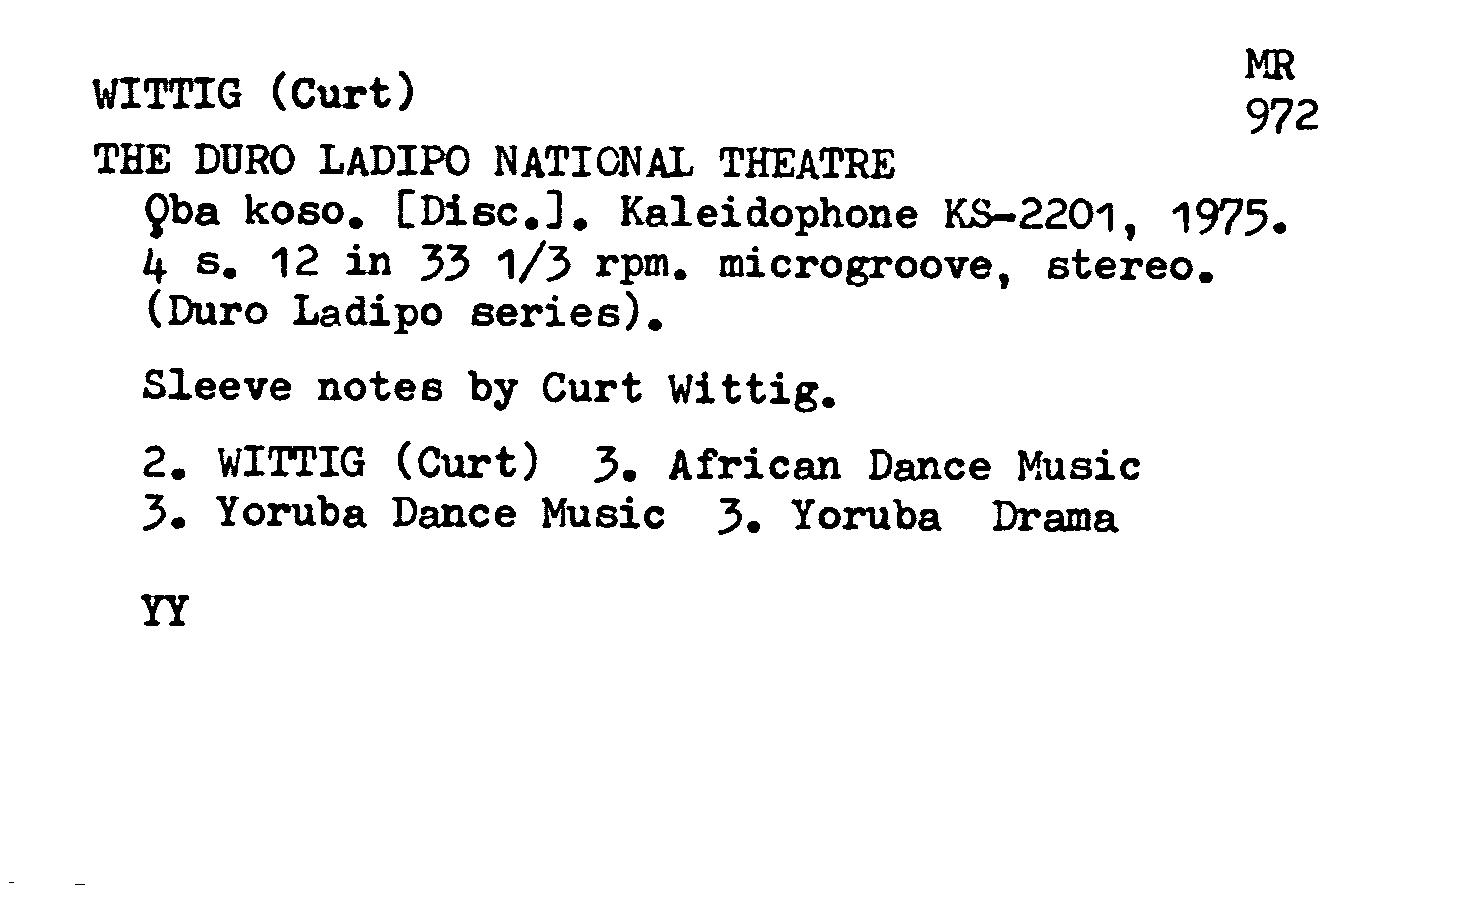 WITTIG (Curt)
MR
972
THE DURO LADIPO NATIONAL THEATRE
Ọba koso. [Disc.]. Kaleidophone KS-2201, 1975.
4 s. 12 in 33 1/3 rpm. microgroove, stereo.
(Duro Ladipo series).
Sleeve notes by Curt Wittig.
2. WITTIG (Curt) 3. African Dance Music
3. Yoruba Dance Music 3. Yoruba Drama
YY